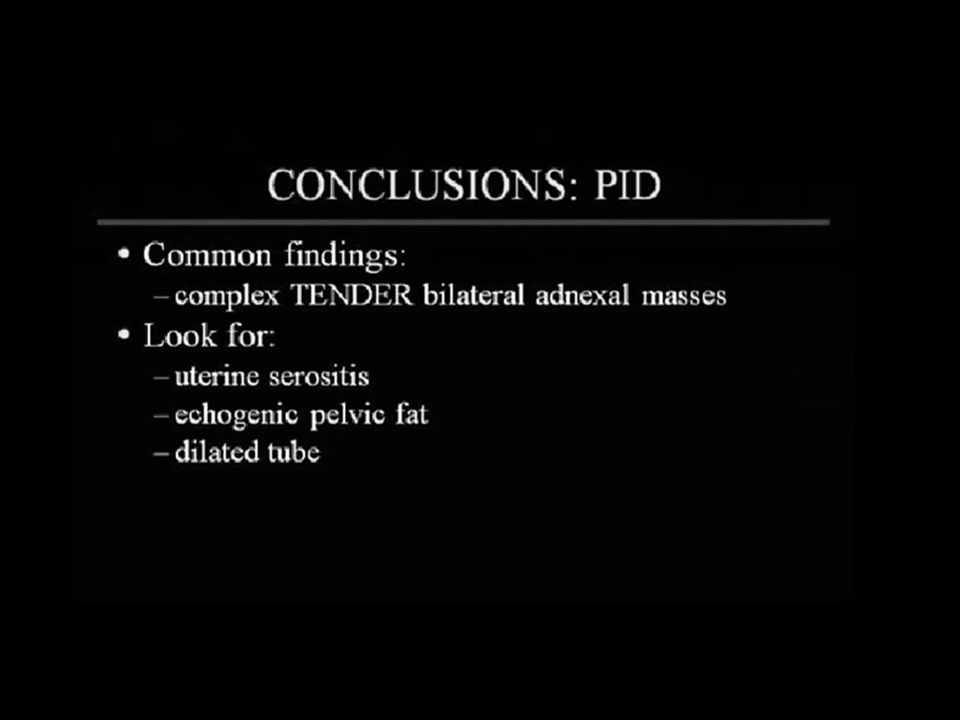 CONCLUSIONS: PID
• Common findings:
– complex TENDER bilateral adnexal masses
• Look for:
– uterine serositis
– echogenic pelvic fat
– dilated tube